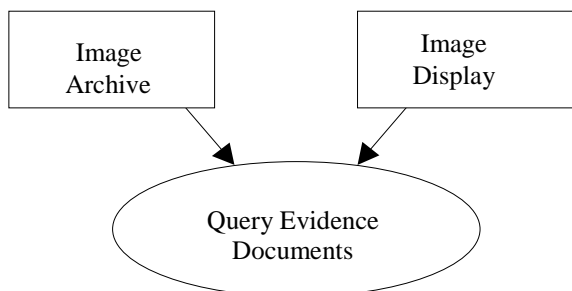 Image
Archive
Image
Display
Query Evidence
Documents